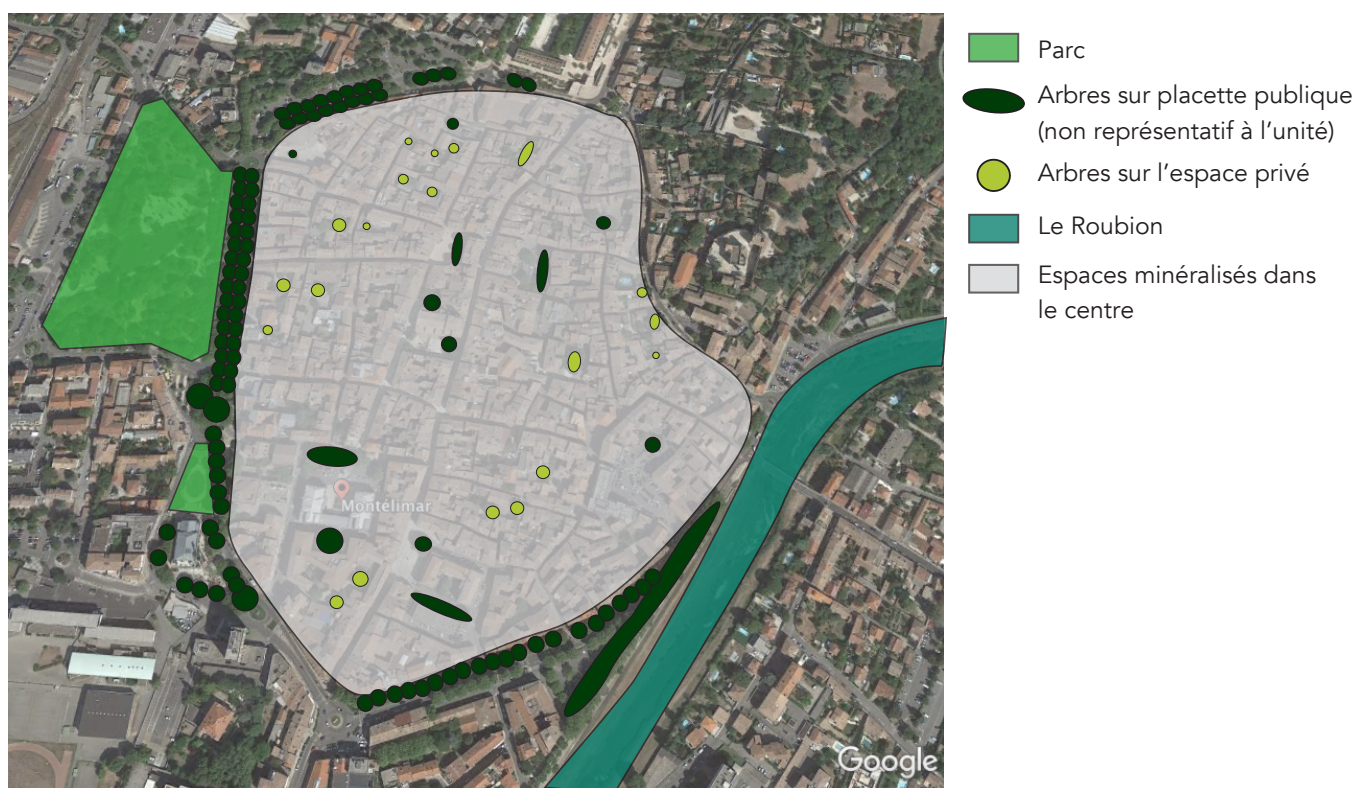 Parc
Arbres sur placette publique
(non représentatif à l'unité)
Arbres sur l'espace privé
Le Roubion
Espaces minéralisés dans
le centre
Montélimar
Google